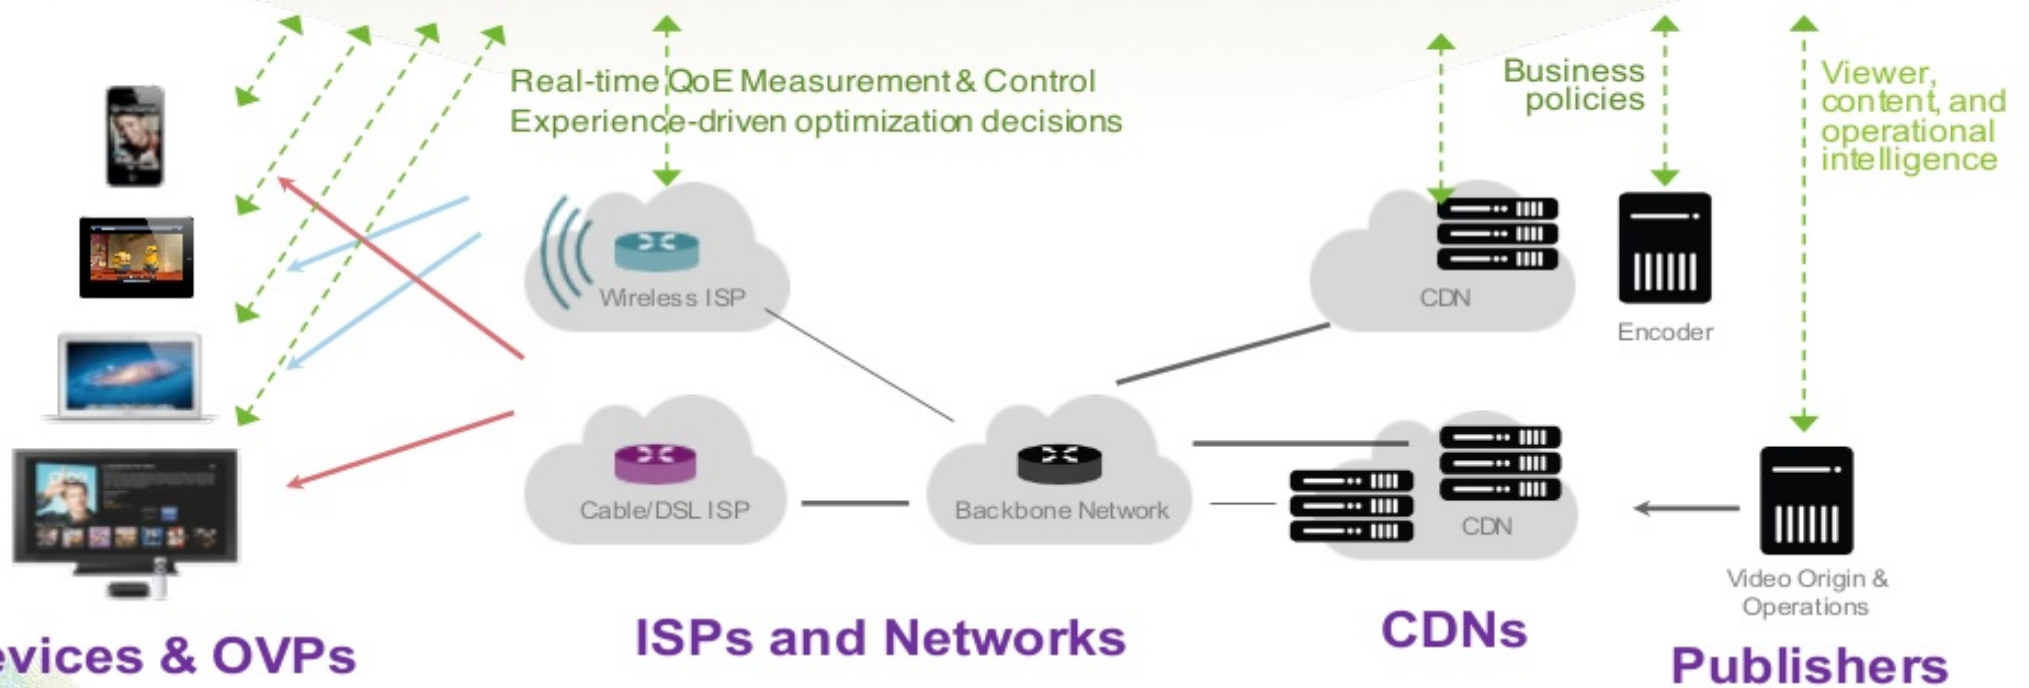 Real-time QoE Measurement & Control
Experience-driven optimization decisions
Business
policies
Viewer,
content, and
operational
intelligence
Wireless ISP
CDN
Encoder
Cable/DSL ISP
Backbone Network
CDN
Video Origin &
Operations
evices & OVPs
ISPs and Networks
CDNs
Publishers